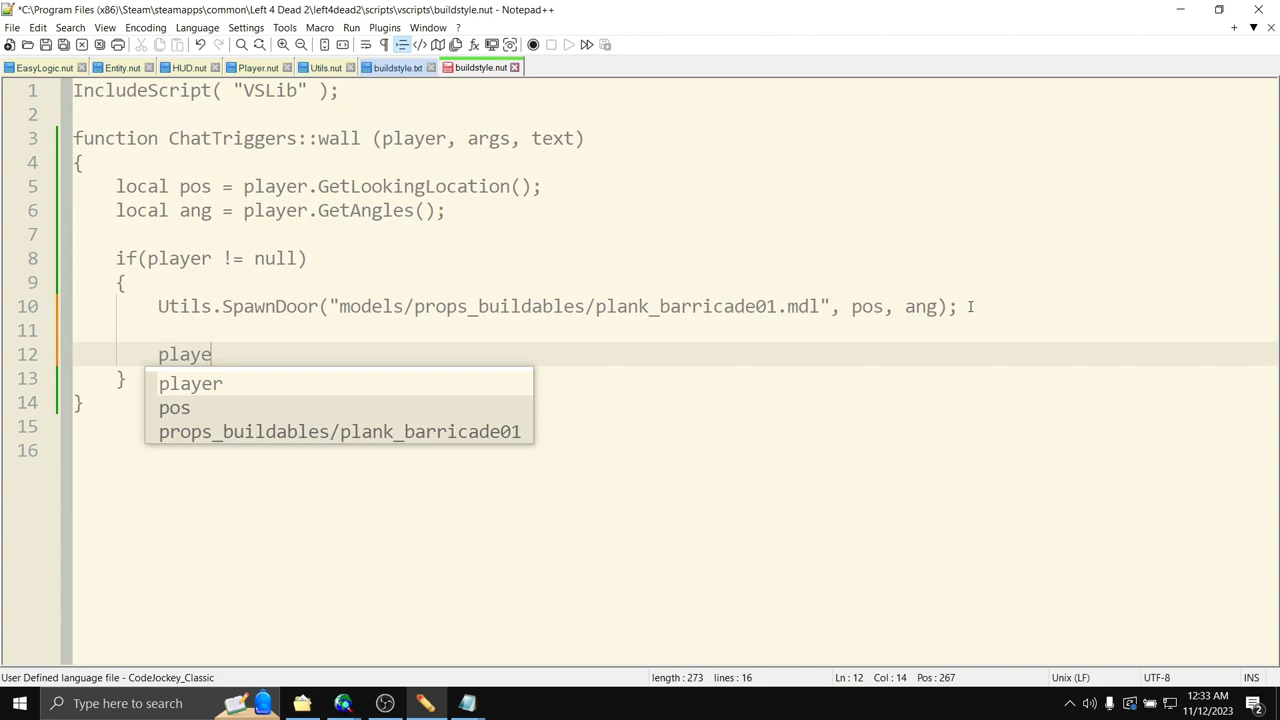 *C:\Program Files (x86)\Steam\steamapps\common\Left 4 Dead 2\left4dead2\scripts\vscripts\buildstyle.nut - Notepad++
File Edit Search View Encoding Language Settings Tools Macro Run Plugins Window ?
EasyLogic.nut Entity.nut HUD.nut Player.nut Utils.nut buildstyle.txt buildstyle.nut
1 IncludeScript( "VSLib" );
2
3 function ChatTriggers::wall (player, args, text)
4 {
5 local pos = player.GetLookingLocation();
6 local ang = player.GetAngles();
7
8 if(player != null)
9 {
10 Utils.SpawnDoor("models/props_buildables/plank_barricade01.mdl", pos, ang);
11
12 playe
13 }
14 }
15
16
player
pos
props_buildables/plank_barricade01
User Defined language file - CodeJockey_Classic length : 273 lines : 16 Ln : 12 Col : 14 Pos : 267 Unix (LF) UTF-8 INS
Type here to search
12:33 AM
11/12/2023
2